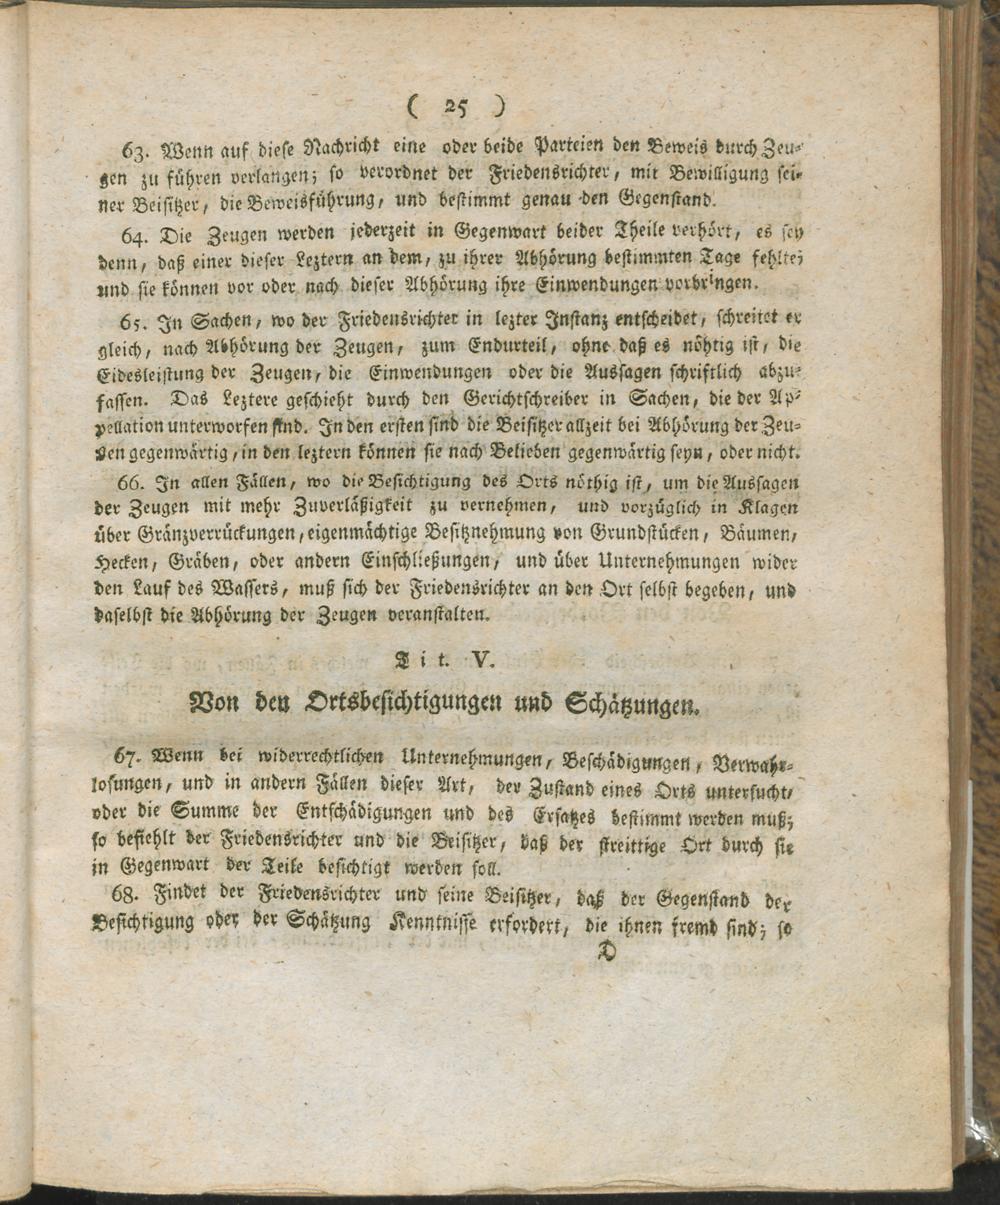 ( 25 )
63. Wenn auf diese Nachricht eine oder beide Parteien den Beweis durch Zeu-
gen zu führen verlangen; so verordnet der Friedensrichter, mit Bewilligung sei-
ner Beisitzer, die Beweisführung, und bestimmt genau den Gegenstand.
64. Die Zeugen werden jederzeit in Gegenwart beider Theile verhört, es sey
denn, daß einer dieser Leztern an dem, zu ihrer Abhörung bestimmten Tage fehlte;
und sie können vor oder nach dieser Abhörung ihre Einwendungen vorbringen.
65. In Sachen, wo der Friedensrichter in lezter Instanz entscheidet, schreitet er
gleich, nach Abhörung der Zeugen, zum Endurteil, ohne daß es nöhtig ist, die
Eidesleistung der Zeugen, die Einwendungen oder die Aussagen schriftlich abzu-
fassen. Das Leztere geschieht durch den Gerichtschreiber in Sachen, die der Ap-
pellation unterworfen sind. In den ersten sind die Beisitzer allzeit bei Abhörung der Zeu-
gen gegenwärtig, in den leztern können sie nach Belieben gegenwärtig seyn, oder nicht.
66. In allen Fällen, wo die Besichtigung des Orts nöthig ist, um die Aussagen
der Zeugen mit mehr Zuverläßigkeit zu vernehmen, und vorzüglich in Klagen
über Gränzverrückungen, eigenmächtige Besitznehmung von Grundstücken, Bäumen,
Hecken, Gräben, oder andern Einschließungen, und über Unternehmungen wider
den Lauf des Wassers, muß sich der Friedensrichter an den Ort selbst begeben, und
daselbst die Abhörung der Zeugen veranstalten.
Tit. V.
Von den Ortsbesichtigungen und Schätzungen.
67. Wenn bei widerrechtlichen Unternehmungen, Beschädigungen, Verwahr-
losungen, und in andern Fällen dieser Art, der Zustand eines Orts untersucht,
oder die Summe der Entschädigungen und des Ersatzes bestimmt werden muß;
so befiehlt der Friedensrichter und die Beisitzer, daß der streittige Ort durch sie
in Gegenwart der Teile besichtigt werden soll.
68. Findet der Friedensrichter und seine Beisitzer, daß der Gegenstand der
Besichtigung oder der Schätzung Kenntnisse erfordert, die ihnen fremd sind; so
D